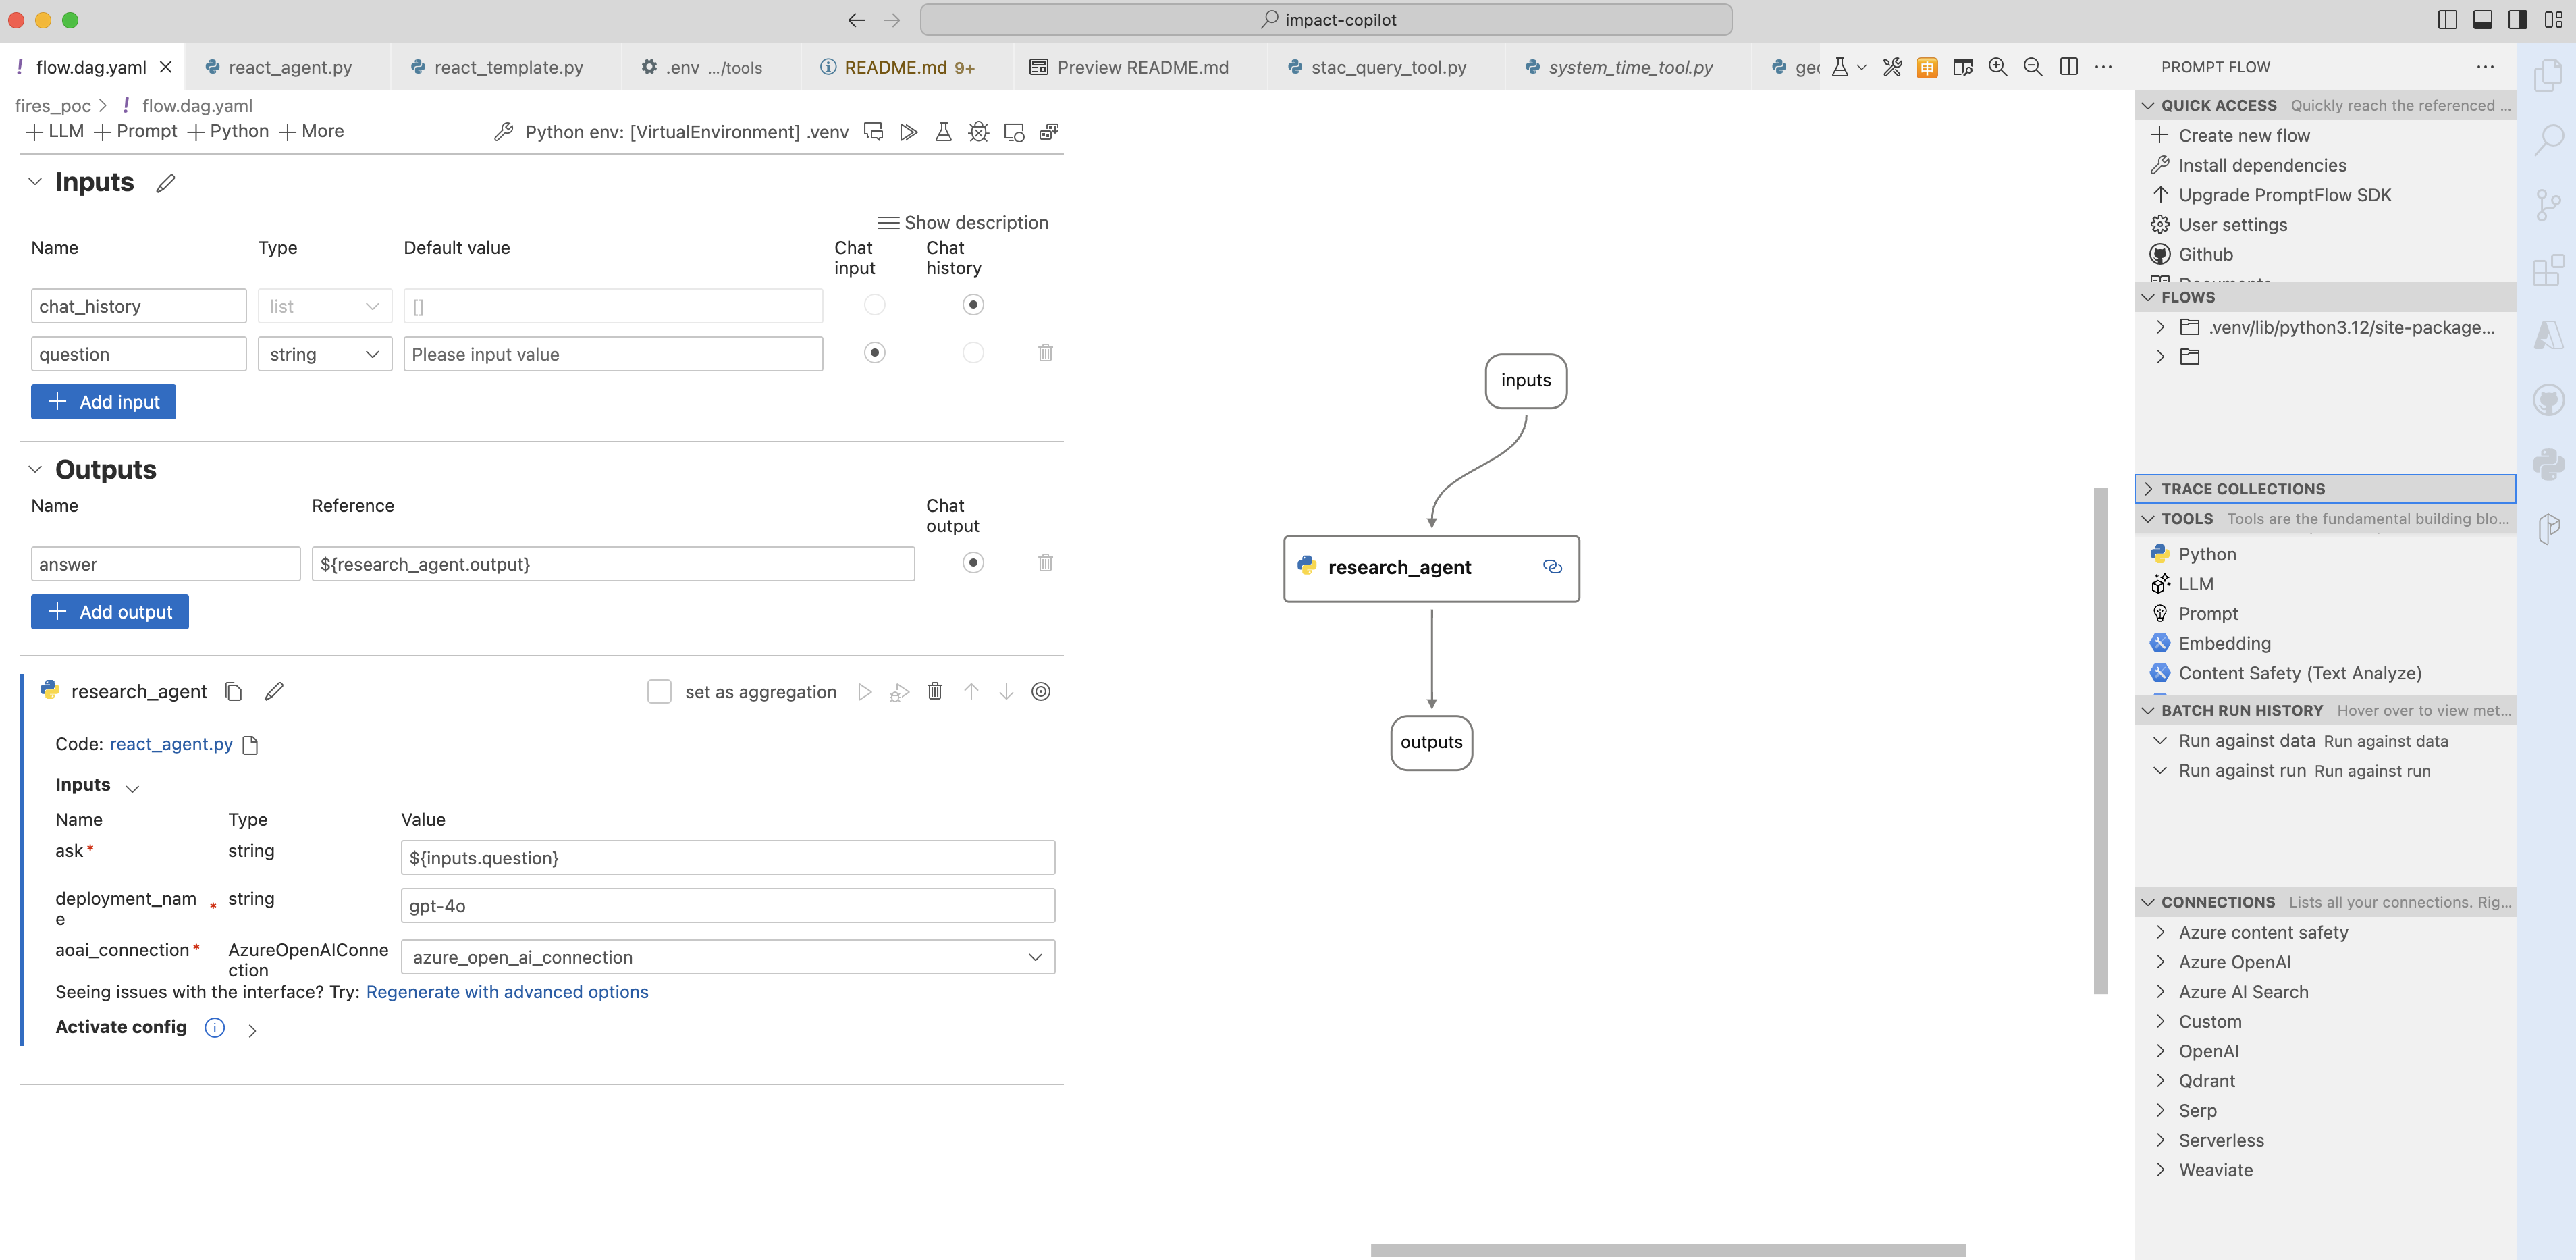 impact-copilot
flow.dag.yaml
react_agent.py
react_template.py
.env .../tools
README.md 9+
Preview README.md
stac_query_tool.py
system_time_tool.py
fires_poc > ! flow.dag.yaml
+ LLM + Prompt + Python + More
Python env: [VirtualEnvironment] .venv
Inputs
Show description
Name Type Default value Chat input Chat history
chat_history list []
question string Please input value
+ Add input
Outputs
Name Reference Chat output
answer ${research_agent.output}
+ Add output
research_agent set as aggregation
Code: react_agent.py
Inputs
Name Type Value
ask* string ${inputs.question}
deployment_name * string gpt-4o
aoai_connection* AzureOpenAIConnection azure_open_ai_connection
Seeing issues with the interface? Try: Regenerate with advanced options
Activate config
inputs
research_agent
outputs
PROMPT FLOW
QUICK ACCESS Quickly reach the referenced ...
Create new flow
Install dependencies
Upgrade PromptFlow SDK
User settings
Github
FLOWS
.venv/lib/python3.12/site-package...
TRACE COLLECTIONS
TOOLS Tools are the fundamental building blo...
Python
LLM
Prompt
Embedding
Content Safety (Text Analyze)
BATCH RUN HISTORY Hover over to view met...
Run against data Run against data
Run against run Run against run
CONNECTIONS Lists all your connections. Rig...
Azure content safety
Azure OpenAI
Azure AI Search
Custom
OpenAI
Qdrant
Serp
Serverless
Weaviate